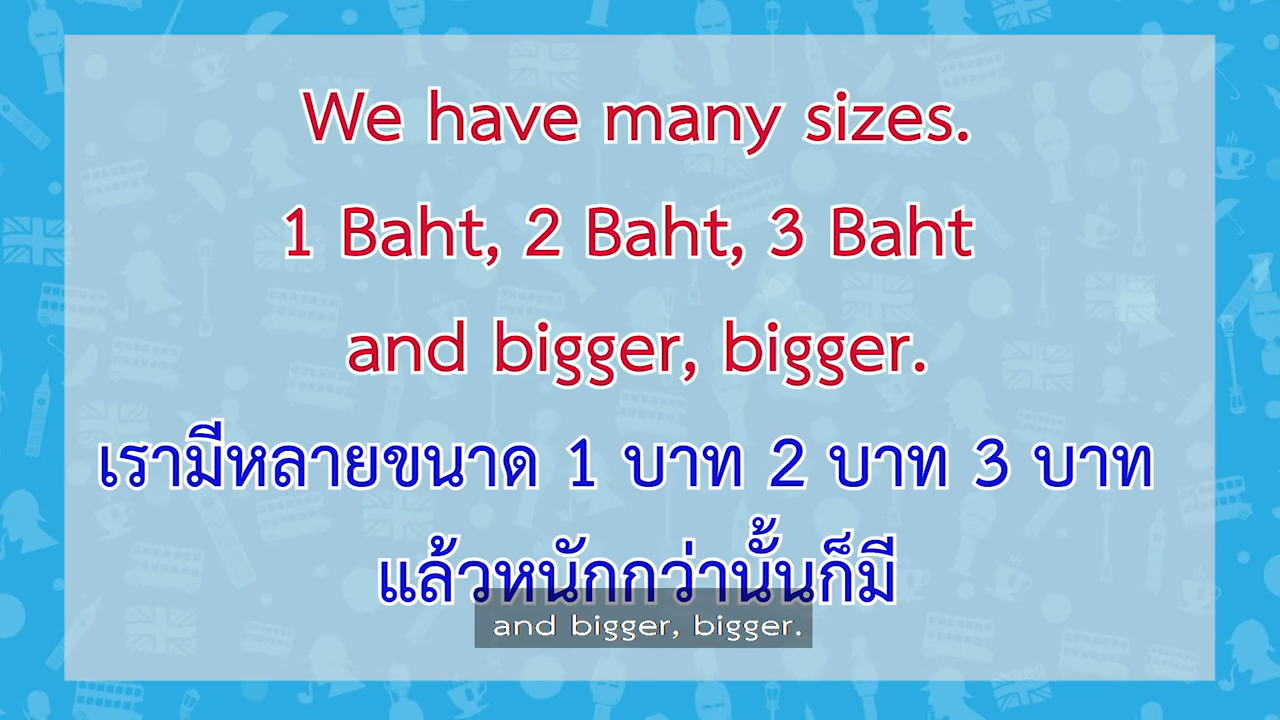 We have many sizes.
1 Baht, 2 Baht, 3 Baht
and bigger, bigger.
เรามีหลายขนาด 1 บาท 2 บาท 3 บาท
แล้วหนักกว่านั้นก็มี
and bigger, bigger.